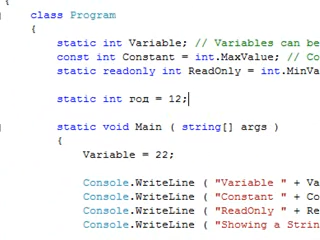 {
class Program
{
static int Variable; // Variables can be
const int Constant = int.MaxValue; // Co
static readonly int ReadOnly = int.MinVa
static int год = 12;
static void Main ( string[] args )
{
Variable = 22;
Console.WriteLine ( "Variable " + Va
Console.WriteLine ( "Constant " + Co
Console.WriteLine ( "ReadOnly " + Re
Console.WriteLine ( "Showing a Strin